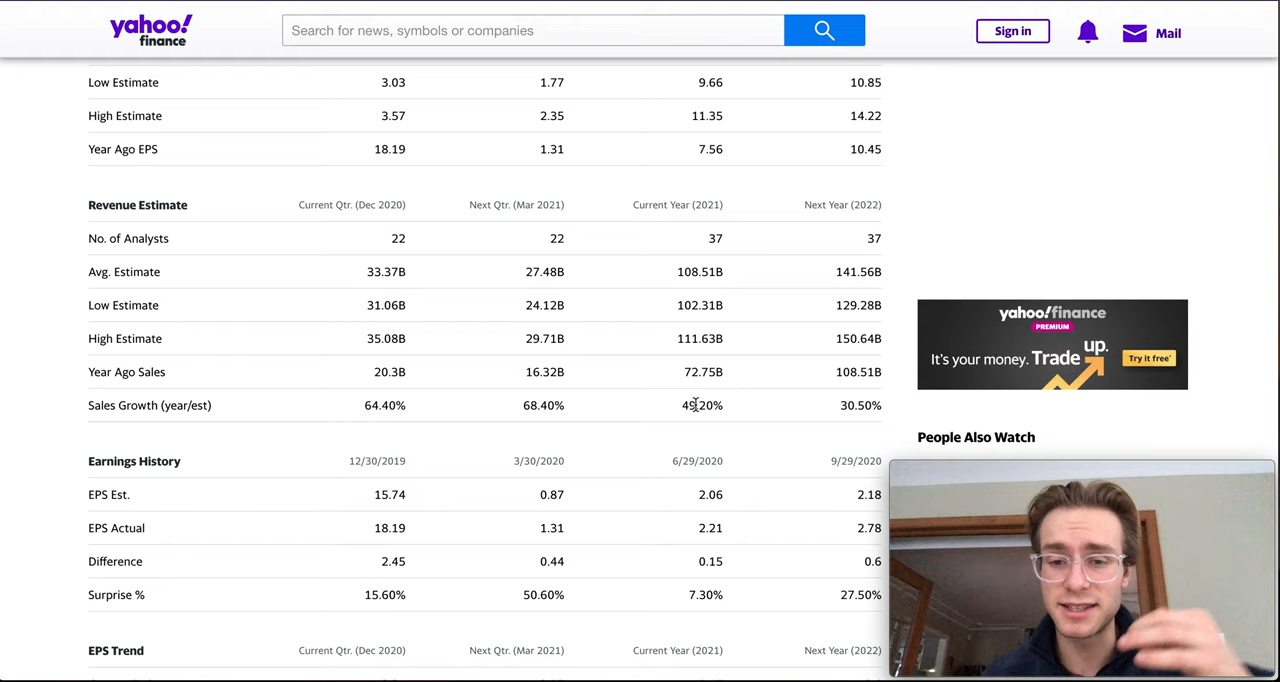 yahoo!
finance
Search for news, symbols or companies
Sign in
Mail
Low Estimate 3.03 1.77 9.66 10.85
High Estimate 3.57 2.35 11.35 14.22
Year Ago EPS 18.19 1.31 7.56 10.45
Revenue Estimate Current Qtr. (Dec 2020) Next Qtr. (Mar 2021) Current Year (2021) Next Year (2022)
No. of Analysts 22 22 37 37
Avg. Estimate 33.37B 27.48B 108.51B 141.56B
Low Estimate 31.06B 24.12B 102.31B 129.28B
High Estimate 35.08B 29.71B 111.63B 150.64B
Year Ago Sales 20.3B 16.32B 72.75B 108.51B
Sales Growth (year/est) 64.40% 68.40% 49.20% 30.50%
Earnings History 12/30/2019 3/30/2020 6/29/2020 9/29/2020
EPS Est. 15.74 0.87 2.06 2.18
EPS Actual 18.19 1.31 2.21 2.78
Difference 2.45 0.44 0.15 0.6
Surprise % 15.60% 50.60% 7.30% 27.50%
EPS Trend Current Qtr. (Dec 2020) Next Qtr. (Mar 2021) Current Year (2021) Next Year (2022)
yahoo!finance
PREMIUM
It's your money. Trade up.
Try it free*
People Also Watch